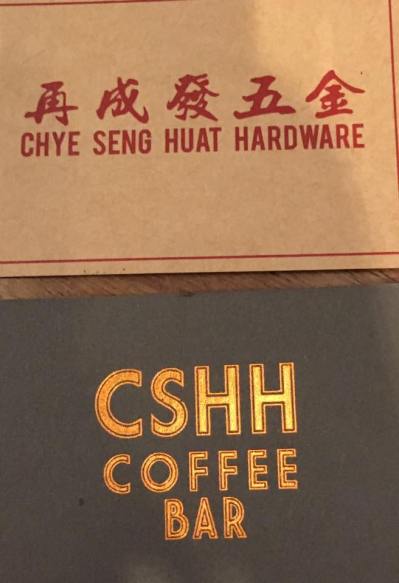 再成發五金
CHYE SENG HUAT HARDWARE
CSHH
COFFEE
BAR